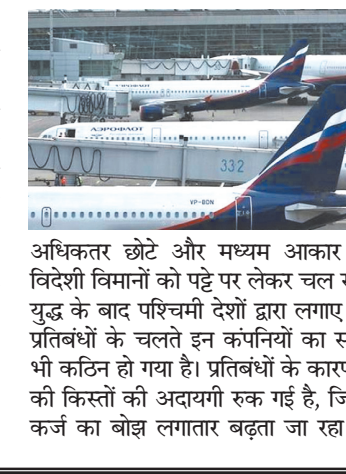 АЭРОФЛОТ
332
VP-BDN
अधिकतर छोटे और मध्यम आकार
विदेशी विमानों को पट्टे पर लेकर चल
युद्ध के बाद पश्चिमी देशों द्वारा लगाए
प्रतिबंधों के चलते इन कंपनियों का
भी कठिन हो गया है। प्रतिबंधों के कारण
की किस्तों की अदायगी रुक गई है,
कर्ज का बोझ लगातार बढ़ता जा रहा